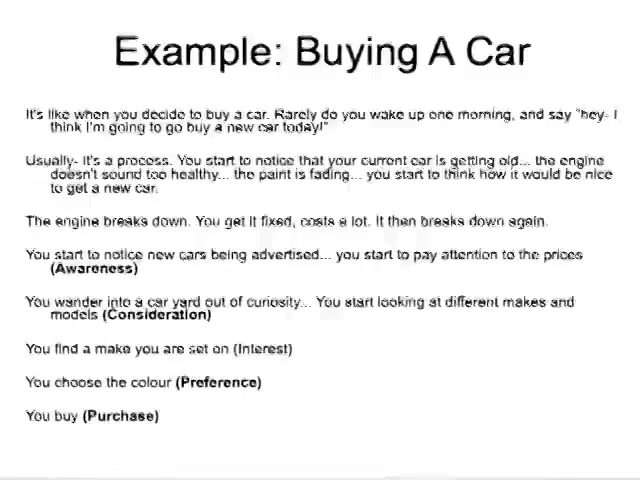 Example: Buying A Car
It's like when you decide to buy a car. Rarely do you wake up one morning, and say "hey- I
think I'm going to go buy a new car today!"
Usually- it's a process. You start to notice that your current car is getting old... the engine
doesn't sound too healthy... the paint is fading... you start to think how it would be nice
to get a new car.
The engine breaks down. You get it fixed, costs a lot. It then breaks down again.
You start to notice new cars being advertised... you start to pay attention to the prices
(Awareness)
You wander into a car yard out of curiosity... You start looking at different makes and
models (Consideration)
You find a make you are set on (Interest)
You choose the colour (Preference)
You buy (Purchase)